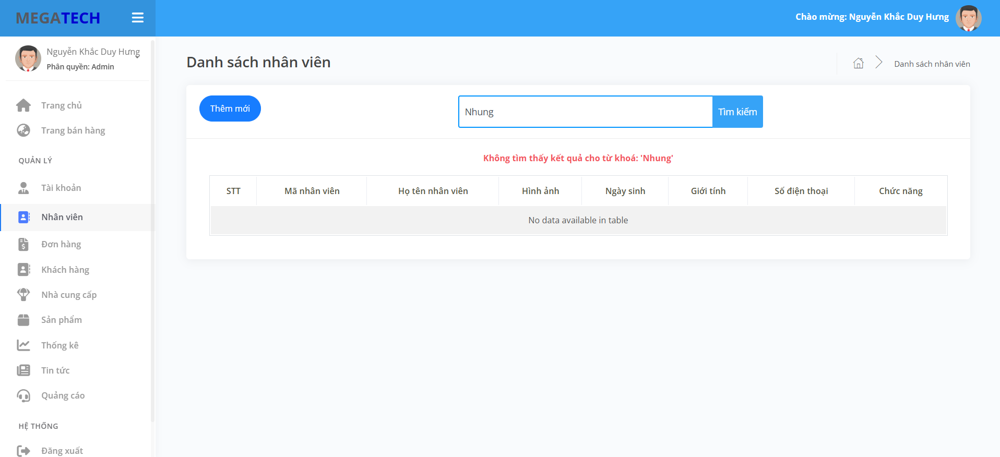 MEGATECH
Chào mừng: Nguyễn Khắc Duy Hưng
Nguyễn Khắc Duy Hưng
Phân quyền: Admin
Trang chủ
Trang bán hàng
QUẢN LÝ
Tài khoản
Nhân viên
Đơn hàng
Khách hàng
Nhà cung cấp
Sản phẩm
Thống kê
Tin tức
Quảng cáo
HỆ THỐNG
Đăng xuất
Danh sách nhân viên
Danh sách nhân viên
Thêm mới
Nhung
Tìm kiếm
Không tìm thấy kết quả cho từ khoá: 'Nhung'
STT Mã nhân viên Họ tên nhân viên Hình ảnh Ngày sinh Giới tính Số điện thoại Chức năng
No data available in table